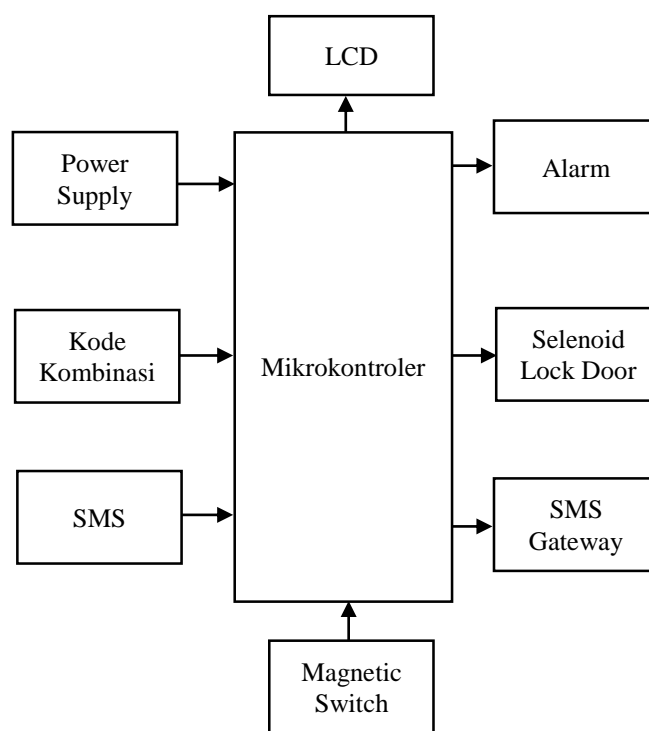 LCD
Power
Supply
Alarm
Kode
Kombinasi
Mikrokontroler
Selenoid
Lock Door
SMS
SMS
Gateway
Magnetic
Switch